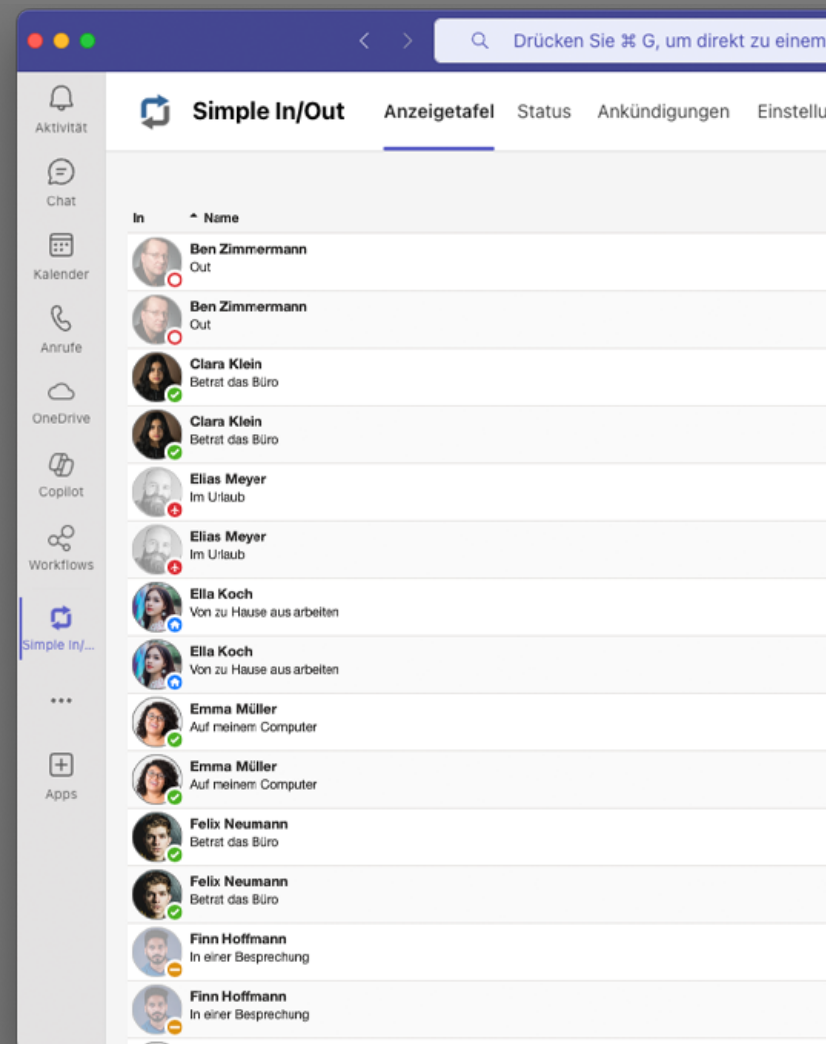 Drücken Sie ⌘ G, um direkt zu einem
Aktivität
Chat
Kalender
Anrufe
OneDrive
Copilot
Workflows
Simple In/...
Apps
Simple In/Out
Anzeigetafel Status Ankündigungen Einstellu
In Name
Ben Zimmermann
Out
Ben Zimmermann
Out
Clara Klein
Betrat das Büro
Clara Klein
Betrat das Büro
Elias Meyer
Im Urlaub
Elias Meyer
Im Urlaub
Ella Koch
Von zu Hause aus arbeiten
Ella Koch
Von zu Hause aus arbeiten
Emma Müller
Auf meinem Computer
Emma Müller
Auf meinem Computer
Felix Neumann
Betrat das Büro
Felix Neumann
Betrat das Büro
Finn Hoffmann
In einer Besprechung
Finn Hoffmann
In einer Besprechung